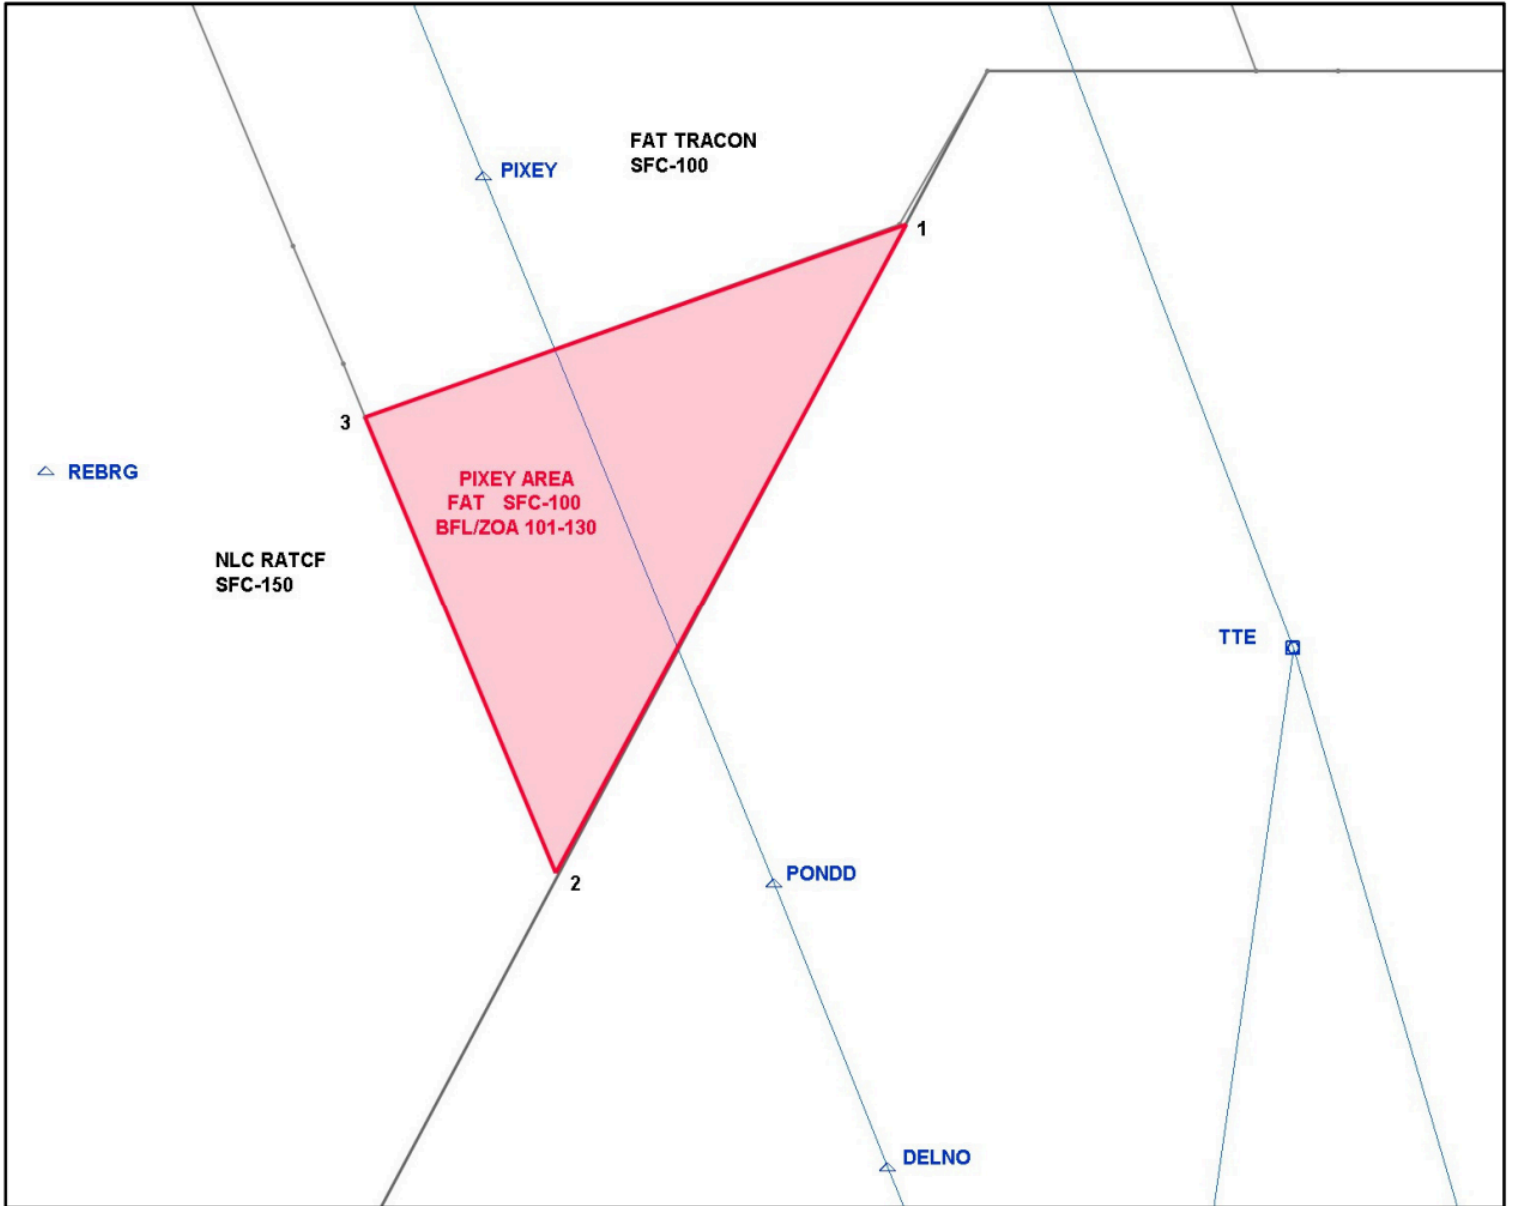 FAT TRACON
SFC-100
PIXEY
1
3
REBRG
PIXEY AREA
FAT SFC-100
BFL/ZOA 101-130
NLC RATCF
SFC-150
TTE
PONDD
2
DELNO